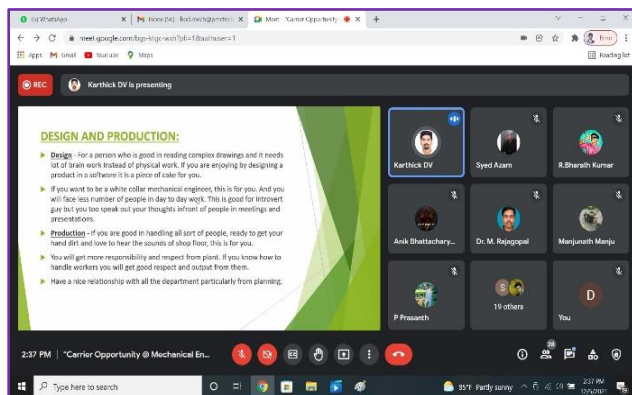 WhatsApp
Meet - "Carrier Opportunity @
meet.google.com/bgs-ktgc-wxh?pli=1&authuser=1
Error
Apps
Gmail
YouTube
Maps
Reading list
REC
Karthick DV is presenting
DESIGN AND PRODUCTION:
Design - For a person who is good in reading complex drawings and it needs
lot of brain work instead of physical work. If you are enjoying by designing a
product in a software it is a piece of cake for you.
If you want to be a white collar mechanical engineer, this is for you. And you
will face less number of people in day to day work. This is good for introvert
guy but you too speak out your thoughts infront of people in meetings and
presentations.
Production - If you are good in handling all sort of people, ready to get your
hand dirt and love to hear the sounds of shop floor, this is for you.
You will get more responsibility and respect from plant. If you know how to
handle workers you will get good respect and output from them.
Have a nice relationship with all the department particularly from planning.
Karthick DV
Syed Azam
R.Bharath Kumar
Anik Bhattachary...
Dr. M. Rajagopal
Manjunath Manju
P Prasanth
S
19 others
D
You
2:37 PM | "Carrier Opportunity @ Mechanical En...
Type here to search
85°F Partly sunny
2:37 PM